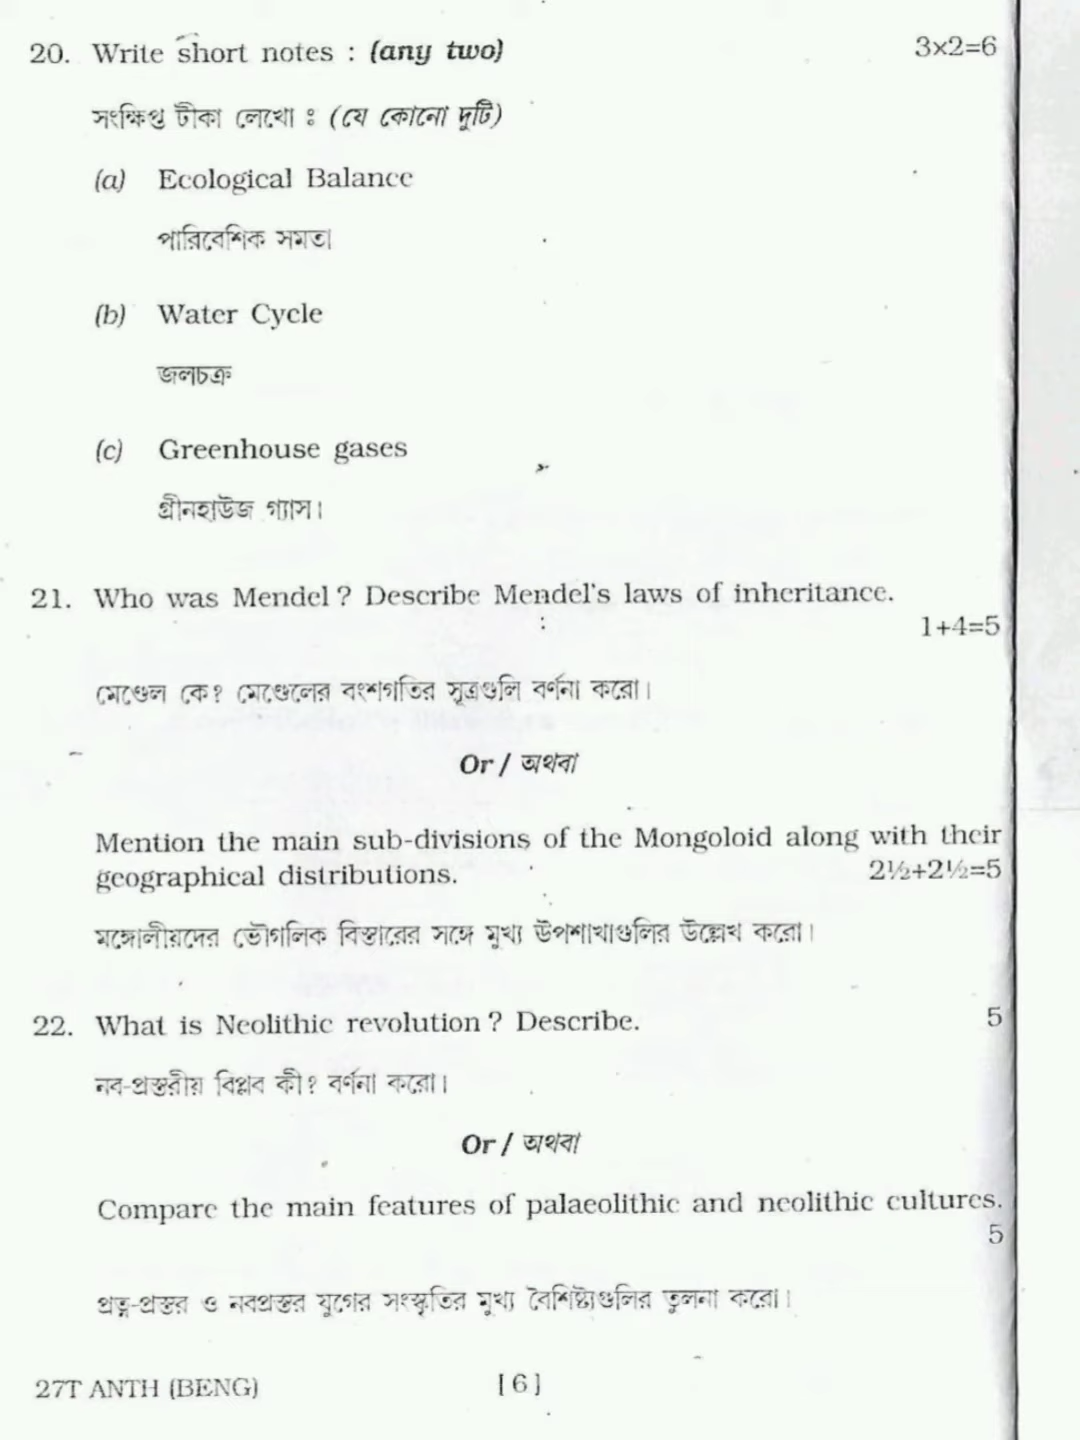 20. Write short notes : (any two) 3×2=6
সংক্ষিপ্ত টীকা লেখো ঃ (যে কোনো দুটি)
(a) Ecological Balance
পারিবেশিক সমতা
(b) Water Cycle
জলচক্র
(c) Greenhouse gases
গ্রীনহাউজ গ্যাস।
21. Who was Mendel ? Describe Mendel's laws of inheritance.
1+4=5
মেণ্ডেল কে? মেণ্ডেলের বংশগতির সূত্রগুলি বর্ণনা করো।
Or / অথবা
Mention the main sub-divisions of the Mongoloid along with their
geographical distributions. 2½+2½=5
মঙ্গোলীয়দের ভৌগলিক বিস্তারের সঙ্গে মুখ্য উপশাখাগুলির উল্লেখ করো।
22. What is Neolithic revolution ? Describe. 5
নব-প্রস্তরীয় বিপ্লব কী? বর্ণনা করো।
Or / অথবা
Compare the main features of palaeolithic and neolithic cultures.
5
প্রত্ন-প্রস্তর ও নবপ্রস্তর যুগের সংস্কৃতির মুখ্য বৈশিষ্ট্যগুলির তুলনা করো।
27T ANTH (BENG) [ 6 ]